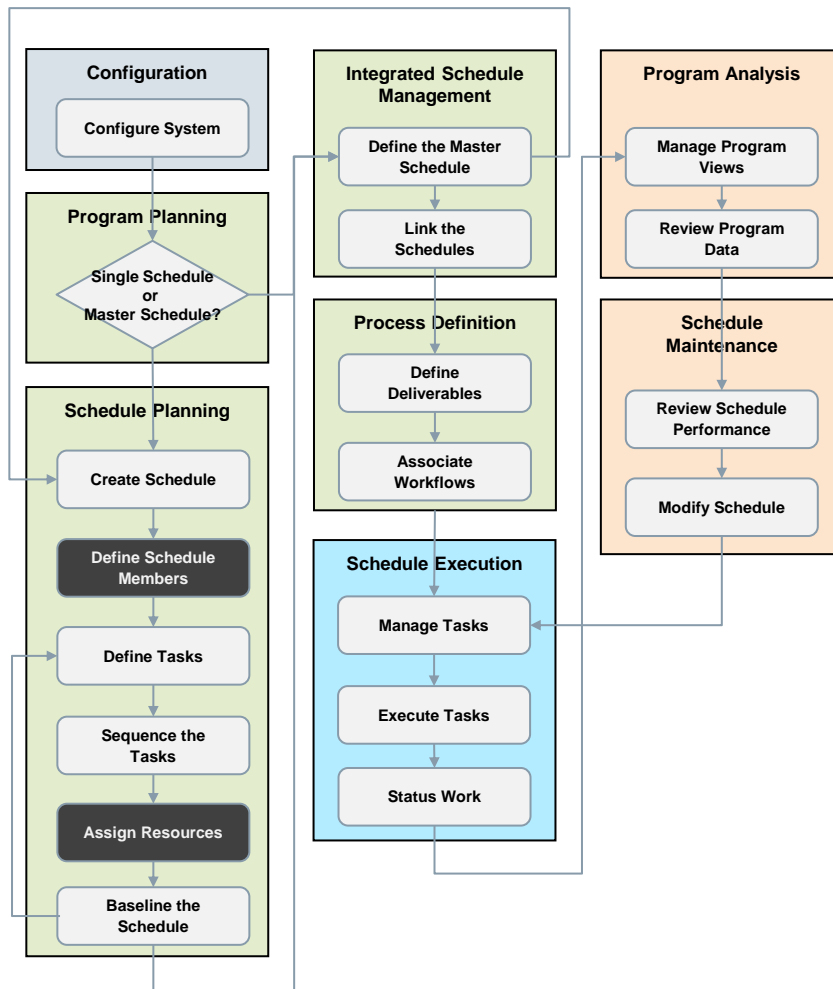 Configuration
Configure System
Program Planning
Single Schedule
or
Master Schedule?
Schedule Planning
Create Schedule
Define Schedule
Members
Define Tasks
Sequence the
Tasks
Assign Resources
Baseline the
Schedule
Integrated Schedule
Management
Define the Master
Schedule
Link the
Schedules
Process Definition
Define
Deliverables
Associate
Workflows
Schedule Execution
Manage Tasks
Execute Tasks
Status Work
Program Analysis
Manage Program
Views
Review Program
Data
Schedule
Maintenance
Review Schedule
Performance
Modify Schedule